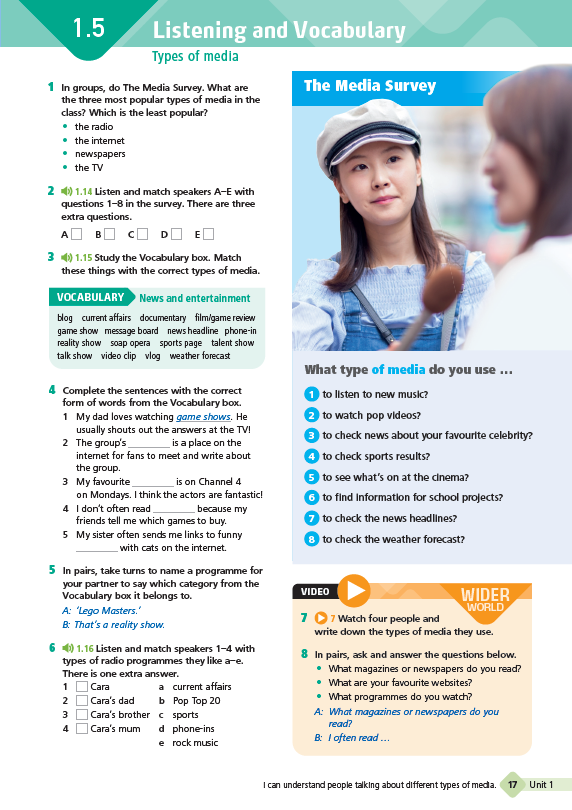 1.5
Listening and Vocabulary
Types of media
1 In groups, do The Media Survey. What are
the three most popular types of media in the
class? Which is the least popular?
• the radio
• the internet
• newspapers
• the TV
2 1.14 Listen and match speakers A–E with
questions 1–8 in the survey. There are three
extra questions.
A B C D E
3 1.15 Study the Vocabulary box. Match
these things with the correct types of media.
VOCABULARY News and entertainment
blog current affairs documentary film/game review
game show message board news headline phone-in
reality show soap opera sports page talent show
talk show video clip vlog weather forecast
4 Complete the sentences with the correct
form of words from the Vocabulary box.
1 My dad loves watching game shows. He
usually shouts out the answers at the TV!
2 The group's ________ is a place on the
internet for fans to meet and write about
the group.
3 My favourite ________ is on Channel 4
on Mondays. I think the actors are fantastic!
4 I don't often read ________ because my
friends tell me which games to buy.
5 My sister often sends me links to funny
________ with cats on the internet.
5 In pairs, take turns to name a programme for
your partner to say which category from the
Vocabulary box it belongs to.
A: 'Lego Masters.'
B: That's a reality show.
6 1.16 Listen and match speakers 1–4 with
types of radio programmes they like a–e.
There is one extra answer.
1 Cara a current affairs
2 Cara's dad b Pop Top 20
3 Cara's brother c sports
4 Cara's mum d phone-ins
e rock music
The Media Survey
What type of media do you use ...
1 to listen to new music?
2 to watch pop videos?
3 to check news about your favourite celebrity?
4 to check sports results?
5 to see what's on at the cinema?
6 to find information for school projects?
7 to check the news headlines?
8 to check the weather forecast?
VIDEO
WIDER
WORLD
7 7 Watch four people and
write down the types of media they use.
8 In pairs, ask and answer the questions below.
• What magazines or newspapers do you read?
• What are your favourite websites?
• What programmes do you watch?
A: What magazines or newspapers do you
read?
B: I often read ...
I can understand people talking about different types of media. 17 Unit 1